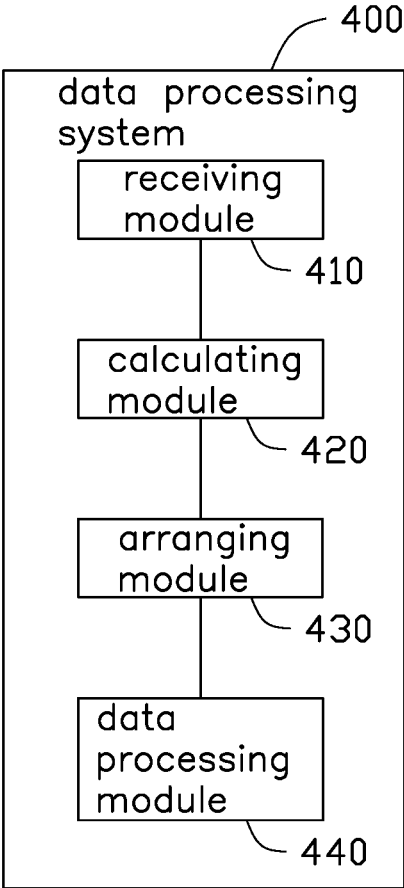 400
data processing
system
receiving
module
410
calculating
module
420
arranging
module
430
data
processing
module
440